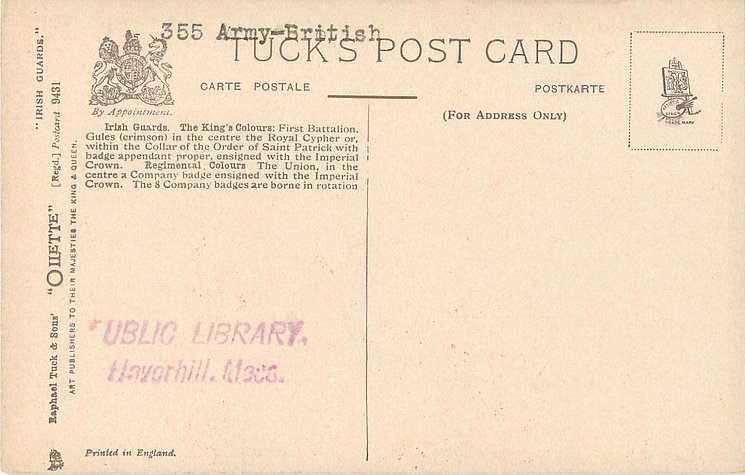 355 Army-British
TUCK'S POST CARD
CARTE POSTALE
POSTKARTE
(FOR ADDRESS ONLY)
By Appointment.
Irish Guards. The King's Colours: First Battalion.
Gules (crimson) in the centre the Royal Cypher or,
within the Collar of the Order of Saint Patrick with
badge appendant proper, ensigned with the Imperial
Crown. Regimental Colours The Union, in the
centre a Company badge ensigned with the Imperial
Crown. The 8 Company badges are borne in rotation
"IRISH GUARDS."
Raphael Tuck & Sons' "OILETTE" [Regd.] Postcard 9431
ART PUBLISHERS TO THEIR MAJESTIES THE KING & QUEEN.
UBLIC LIBRARY,
Haverhill, Mass.
Printed in England.
TRADE MARK